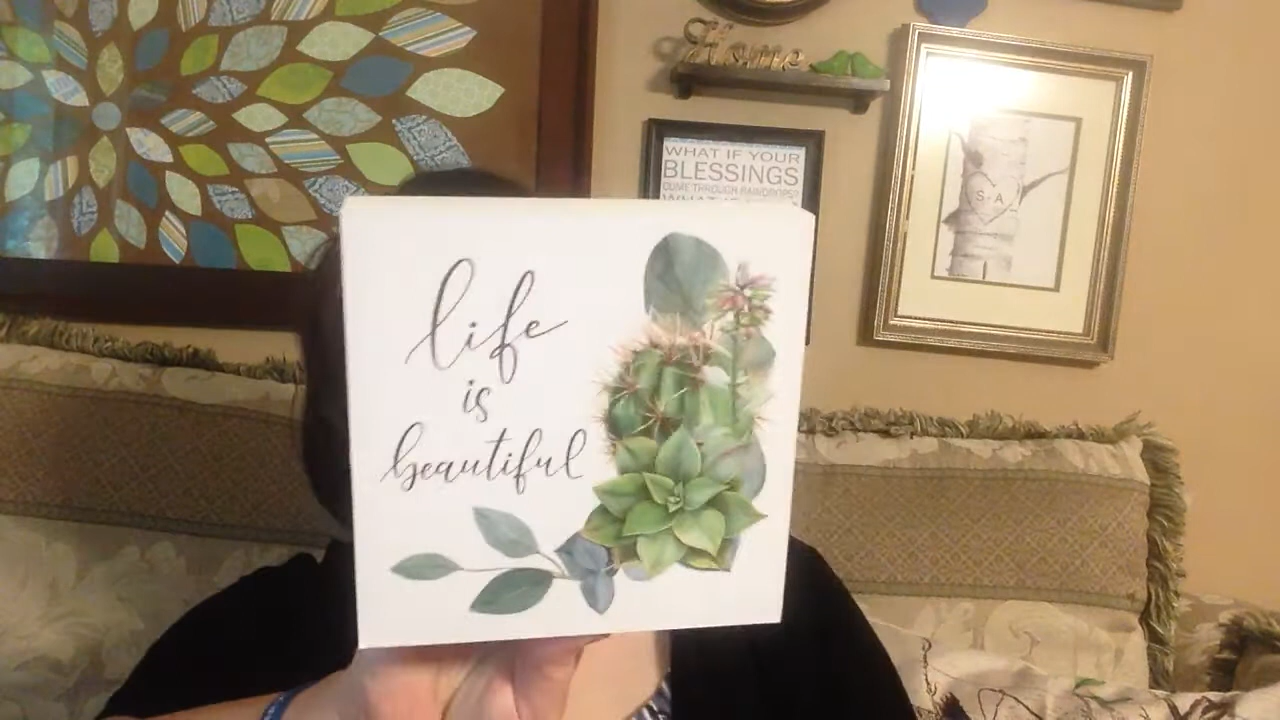 Home
WHAT IF YOUR
BLESSINGS
COME THROUGH RAINDROPS?
S-A
life
is
beautiful